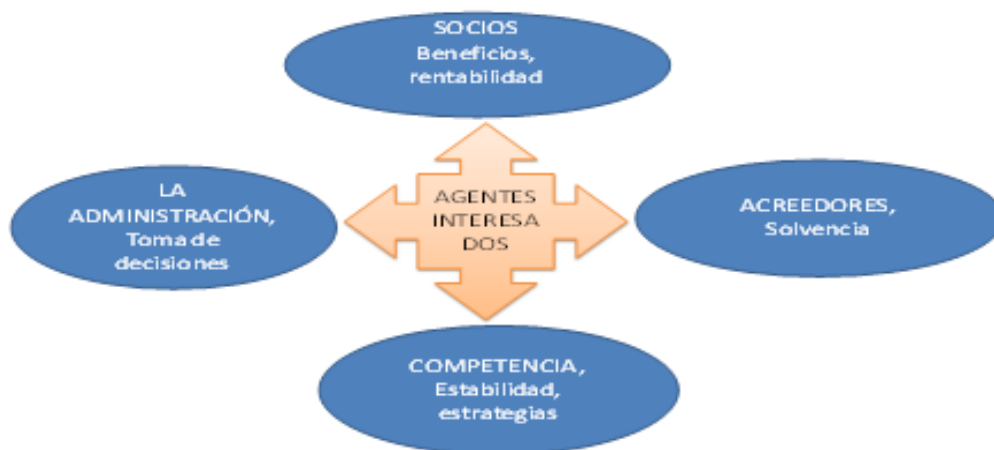 SOCIOS
Beneficios,
rentabilidad
LA
ADMINISTRACIÓN,
Toma de
decisiones
AGENTES
INTERESA
DOS
ACREEDORES,
Solvencia
COMPETENCIA,
Estabilidad,
estrategias